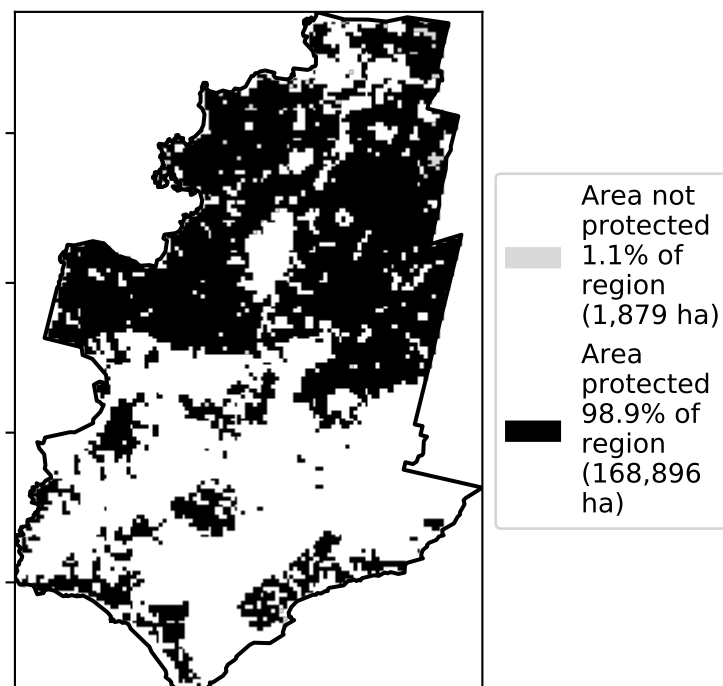 Area not
protected
1.1% of
region
(1,879 ha)
Area
protected
98.9% of
region
(168,896
ha)